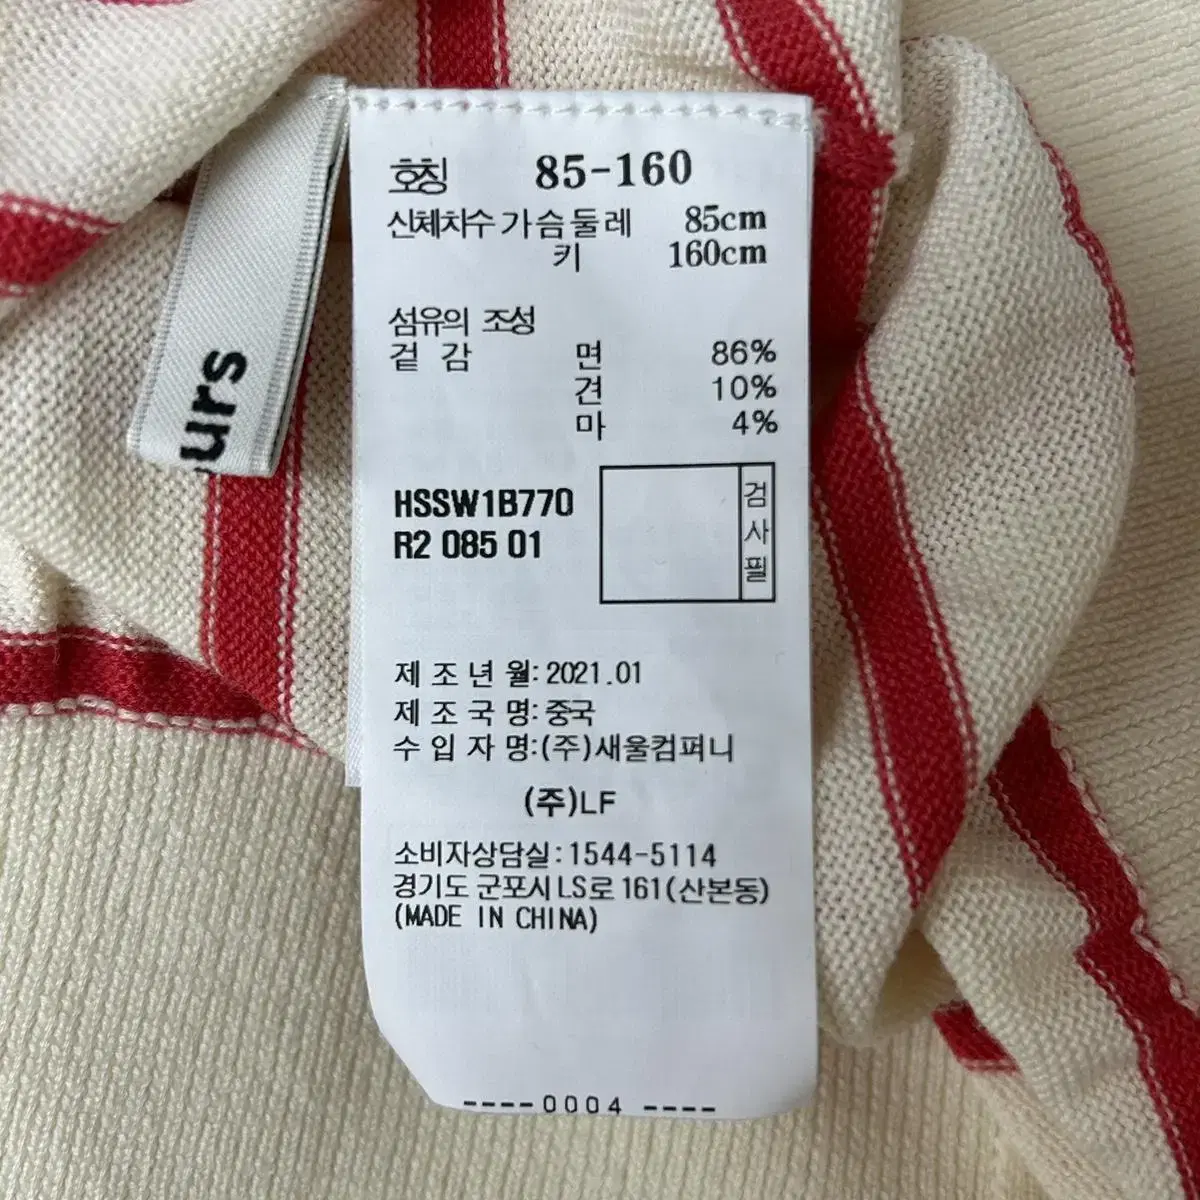 호칭 85-160
신체차수 가슴둘레 85cm
키 160cm
섬유의 조성
겉 감 면 86%
견 10%
마 4%
HSSW1B770
R2 085 01
검사필
제 조 년 월: 2021.01
제 조 국 명: 중국
수 입 자 명:(주)새울컴퍼니
(주)LF
소비자상담실:1544-5114
경기도 군포시 LS로 161(산본동)
(MADE IN CHINA)
----0004 ----
urs